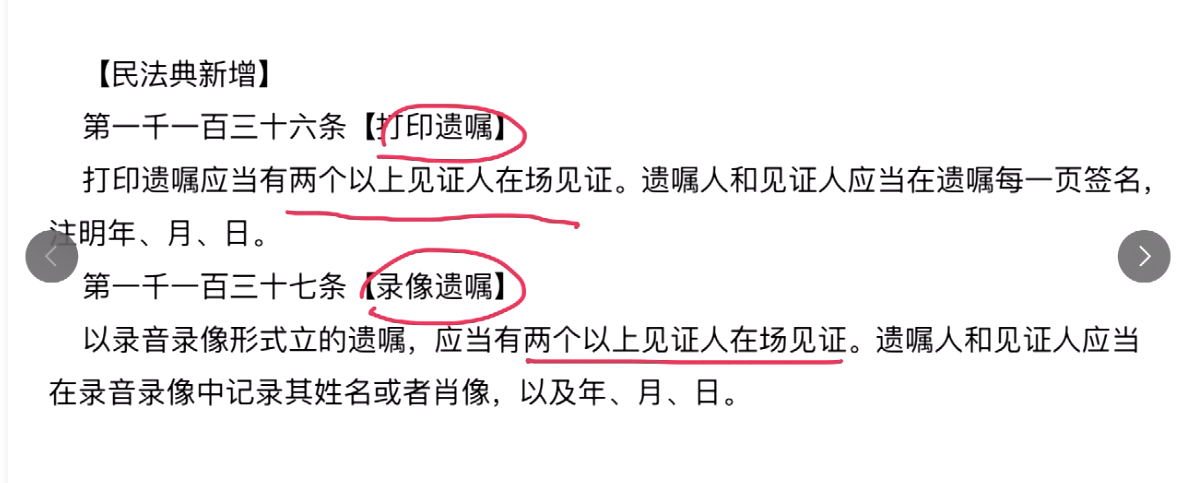 【民法典新增】
第一千一百三十六条【打印遗嘱】
打印遗嘱应当有两个以上见证人在场见证。遗嘱人和见证人应当在遗嘱每一页签名，
注明年、月、日。
第一千一百三十七条【录像遗嘱】
以录音录像形式立的遗嘱，应当有两个以上见证人在场见证。遗嘱人和见证人应当
在录音录像中记录其姓名或者肖像，以及年、月、日。